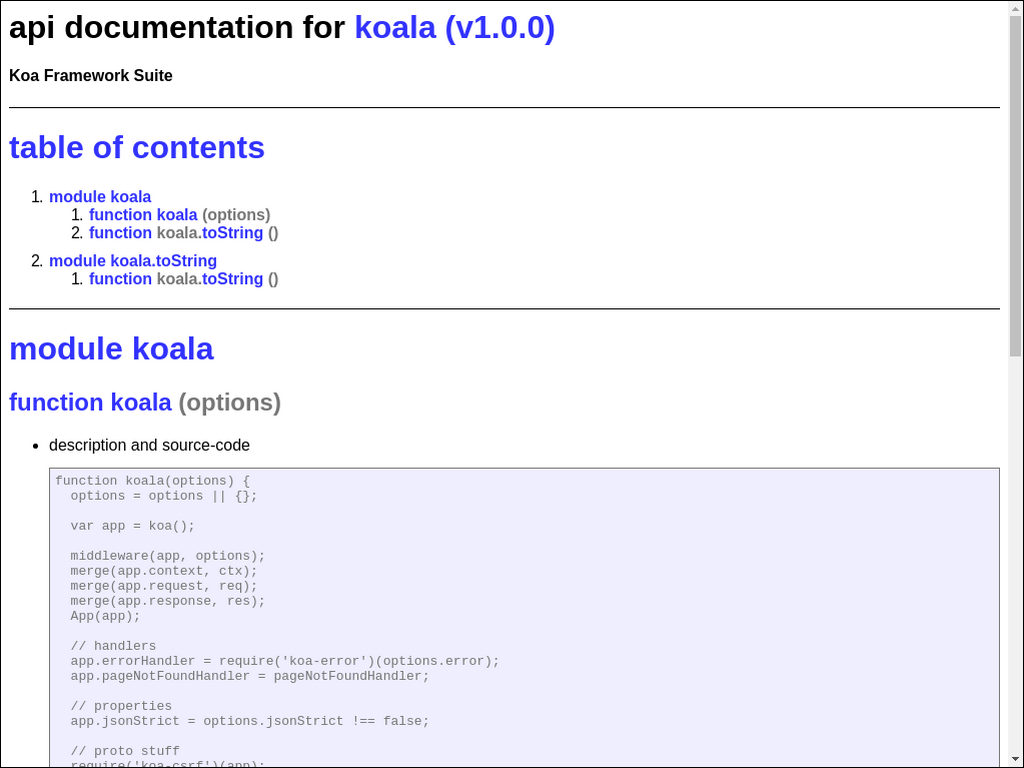 api documentation for koala (v1.0.0)
Koa Framework Suite
table of contents
1. module koala
1. function koala (options)
2. function koala.toString ()
2. module koala.toString
1. function koala.toString ()
module koala
function koala (options)
• description and source-code
function koala(options) {
  options = options || {};
  var app = koa();
  middleware(app, options);
  merge(app.context, ctx);
  merge(app.request, req);
  merge(app.response, res);
  App(app);
  // handlers
  app.errorHandler = require('koa-error')(options.error);
  app.pageNotFoundHandler = pageNotFoundHandler;
  // properties
  app.jsonStrict = options.jsonStrict !== false;
  // proto stuff
  require('koa-csrf')(app);